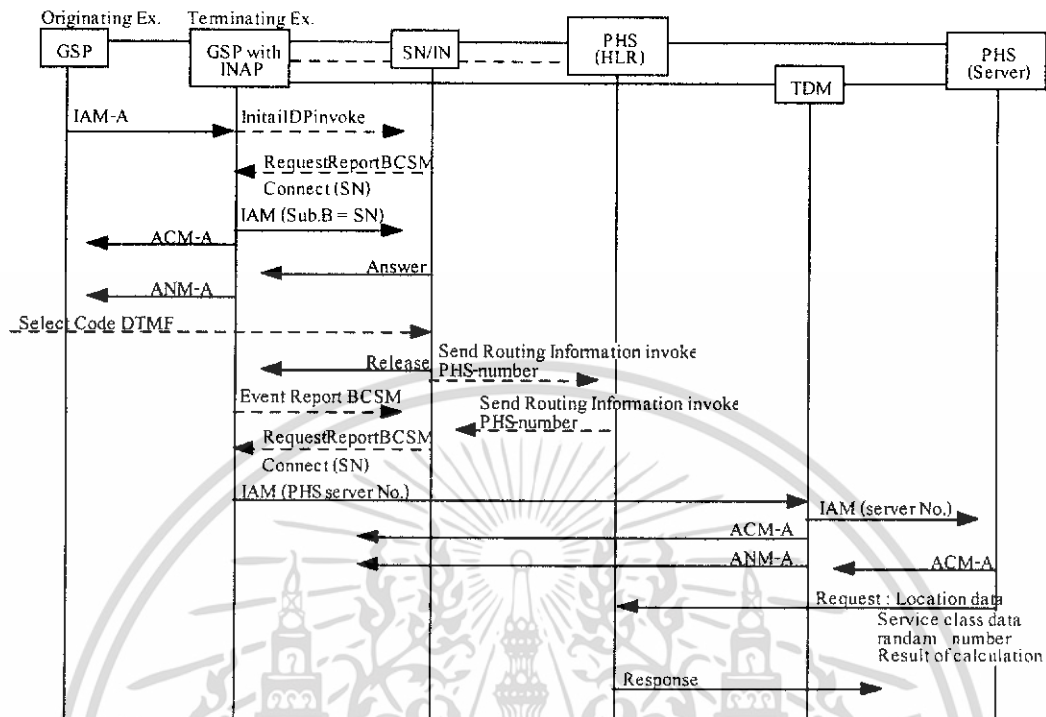 Originating Ex.
Terminating Ex.
GSP
GSP with
INAP
SN/IN
PHS
(HLR)
TDM
PHS
(Server)
IAM-A
InitailDPinvoke
RequestReportBCSM
Connect (SN)
IAM (Sub.B = SN)
ACM-A
Answer
ANM-A
Select Code DTMF
Release
Send Routing Information invoke
PHS-number
Event Report BCSM
Send Routing Information invoke
PHS-number
RequestReportBCSM
Connect (SN)
IAM (PHS server No.)
IAM (server No.)
ACM-A
ANM-A
ACM-A
Request : Location data
Service class data
randam number
Result of calculation
Response